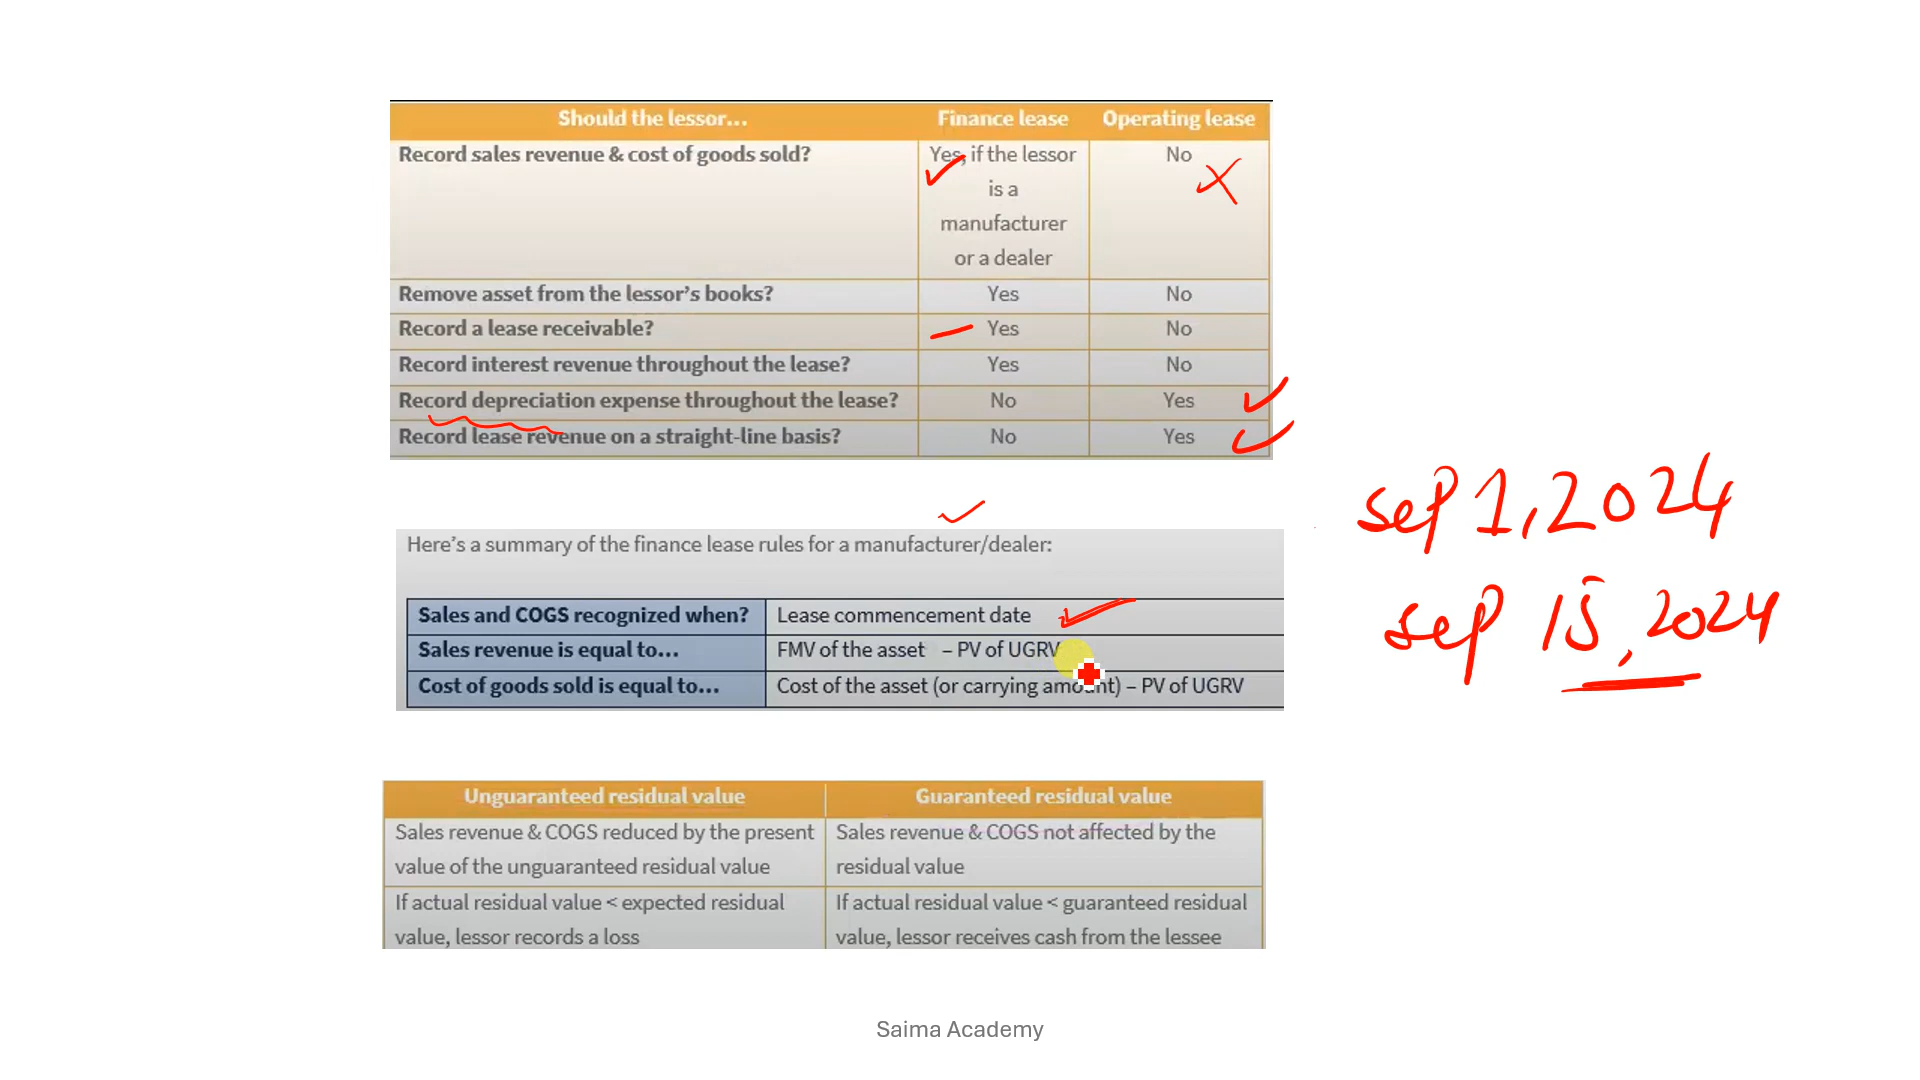 Should the lessor... Finance lease Operating lease
Record sales revenue & cost of goods sold? Yes, if the lessor No
is a
manufacturer
or a dealer
Remove asset from the lessor's books? Yes No
Record a lease receivable? Yes No
Record interest revenue throughout the lease? Yes No
Record depreciation expense throughout the lease? No Yes
Record lease revenue on a straight-line basis? No Yes
sep 1, 2024
Here's a summary of the finance lease rules for a manufacturer/dealer:
Sales and COGS recognized when? Lease commencement date
sep 15, 2024
Sales revenue is equal to... FMV of the asset – PV of UGRV
Cost of goods sold is equal to... Cost of the asset (or carrying amount) – PV of UGRV
Unguaranteed residual value Guaranteed residual value
Sales revenue & COGS reduced by the present Sales revenue & COGS not affected by the
value of the unguaranteed residual value residual value
If actual residual value < expected residual If actual residual value < guaranteed residual
value, lessor records a loss value, lessor receives cash from the lessee
Saima Academy